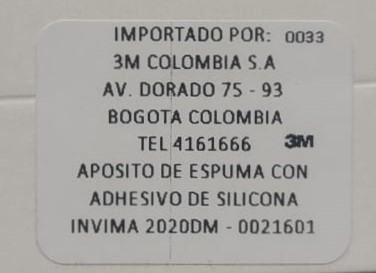 IMPORTADO POR: 0033
3M COLOMBIA S.A
AV. DORADO 75 - 93
BOGOTA COLOMBIA
TEL 4161666 3M
APOSITO DE ESPUMA CON
ADHESIVO DE SILICONA
INVIMA 2020DM - 0021601